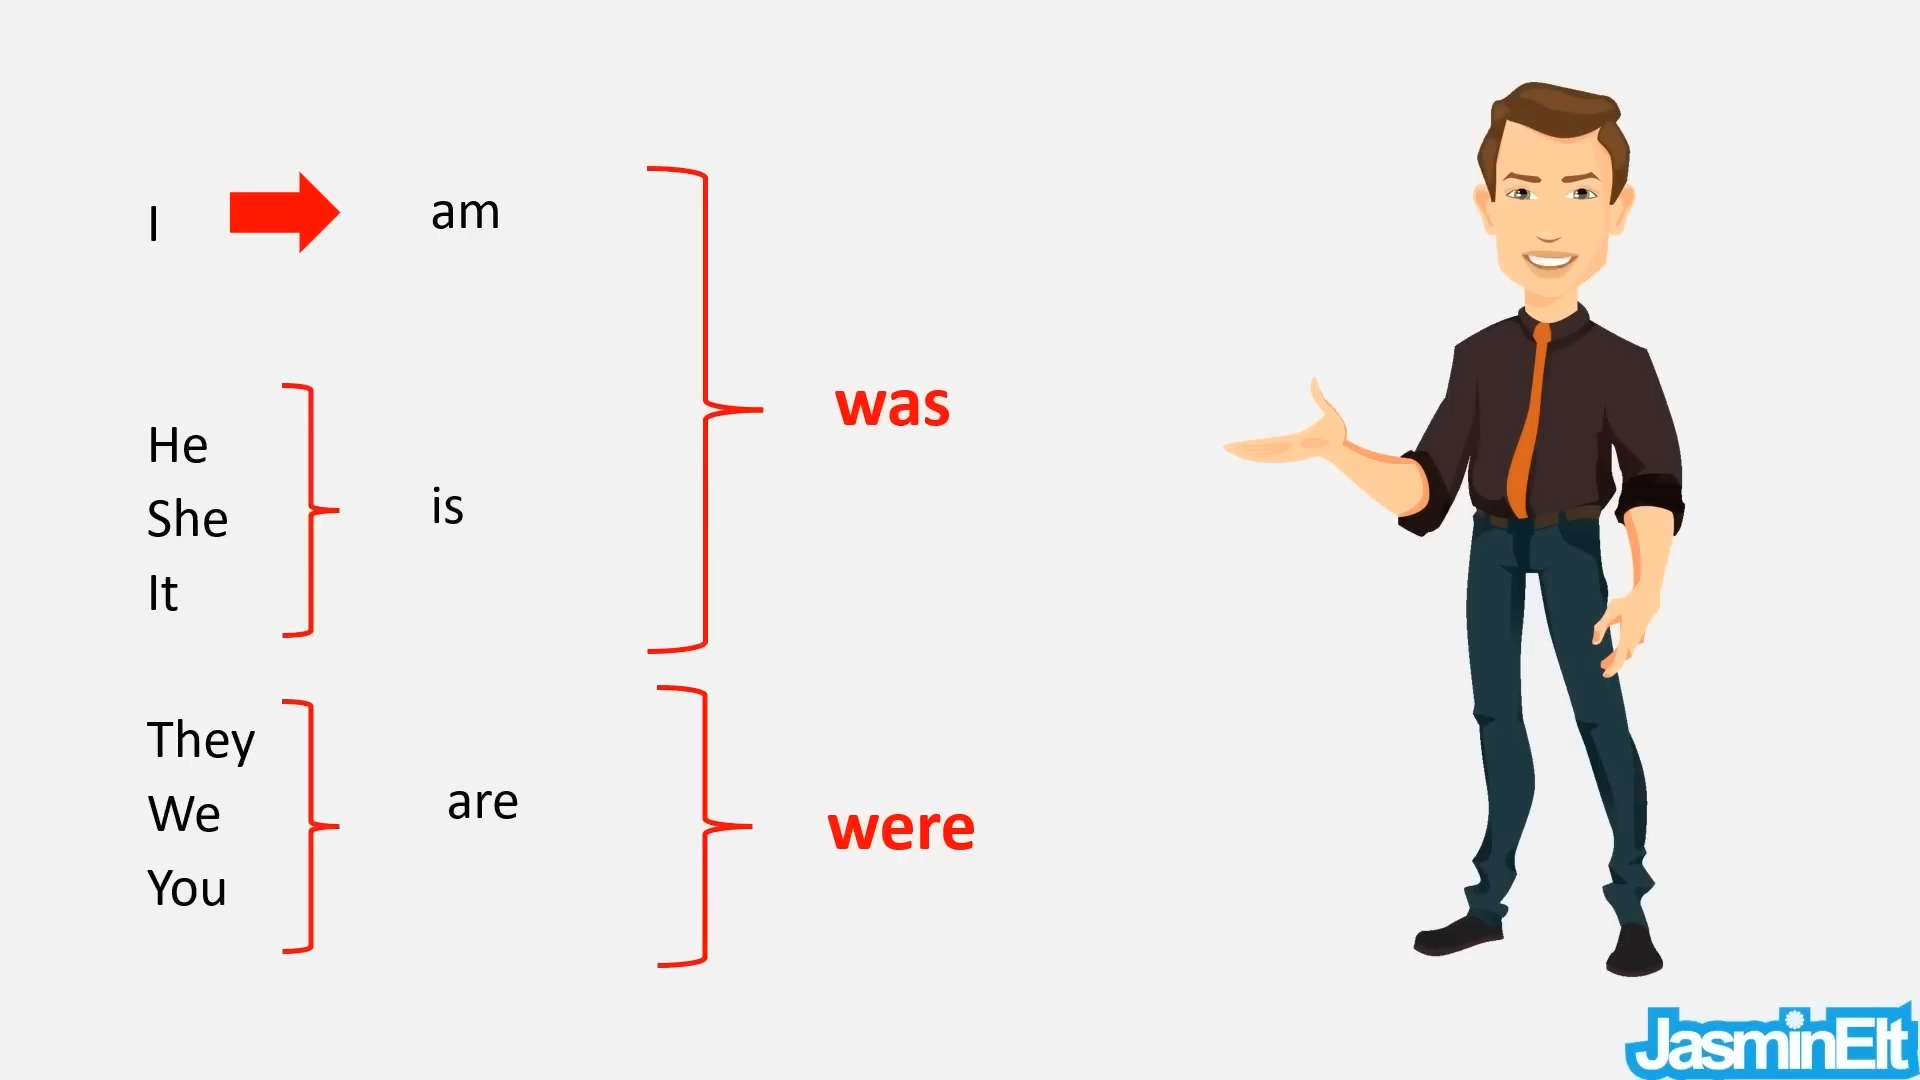 I am
He
She
It
is
was
They
We
You
are
were
JasminElt